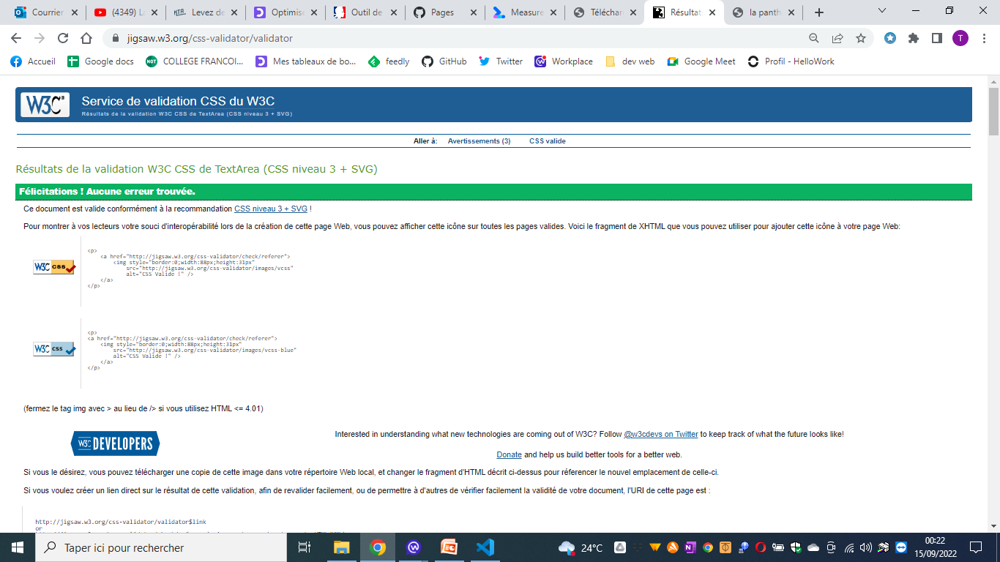 Courrier
(4349) La
Levez de
Optimise
Outil de
Pages
Measure
Téléchar
Résultat
la panth
jigsaw.w3.org/css-validator/validator
T
Accueil
Google docs
COLLEGE FRANCOI...
Mes tableaux de bo...
feedly
GitHub
Twitter
Workplace
dev web
Google Meet
Profil - HelloWork
W3C® Service de validation CSS du W3C
Résultats de la validation W3C CSS de TextArea (CSS niveau 3 + SVG)
Aller à: Avertissements (3) CSS valide
Résultats de la validation W3C CSS de TextArea (CSS niveau 3 + SVG)
Félicitations ! Aucune erreur trouvée.
Ce document est valide conformément à la recommandation CSS niveau 3 + SVG !
Pour montrer à vos lecteurs votre souci d'interopérabilité lors de la création de cette page Web, vous pouvez afficher cette icône sur toutes les pages valides. Voici le fragment de XHTML que vous pouvez utiliser pour ajouter cette icône à votre page Web:
W3C css
<p>
<a href="http://jigsaw.w3.org/css-validator/check/referer">
<img style="border:0;width:88px;height:31px"
src="http://jigsaw.w3.org/css-validator/images/vcss"
alt="CSS Valide !" />
</a>
</p>
W3C css
<p>
<a href="http://jigsaw.w3.org/css-validator/check/referer">
<img style="border:0;width:88px;height:31px"
src="http://jigsaw.w3.org/css-validator/images/vcss-blue"
alt="CSS Valide !" />
</a>
</p>
(fermez le tag img avec > au lieu de /> si vous utilisez HTML <= 4.01)
W3C DEVELOPERS
Interested in understanding what new technologies are coming out of W3C? Follow @w3cdevs on Twitter to keep track of what the future looks like!
Donate and help us build better tools for a better web.
Si vous le désirez, vous pouvez télécharger une copie de cette image dans votre répertoire Web local, et changer le fragment d'HTML décrit ci-dessus pour réferencer le nouvel emplacement de celle-ci.
Si vous voulez créer un lien direct sur le résultat de cette validation, afin de revalider facilement, ou de permettre à d'autres de vérifier facilement la validité de votre document, l'URI de cette page est :
http://jigsaw.w3.org/css-validator/validator$link
or
Taper ici pour rechercher
24°C
00:22
15/09/2022